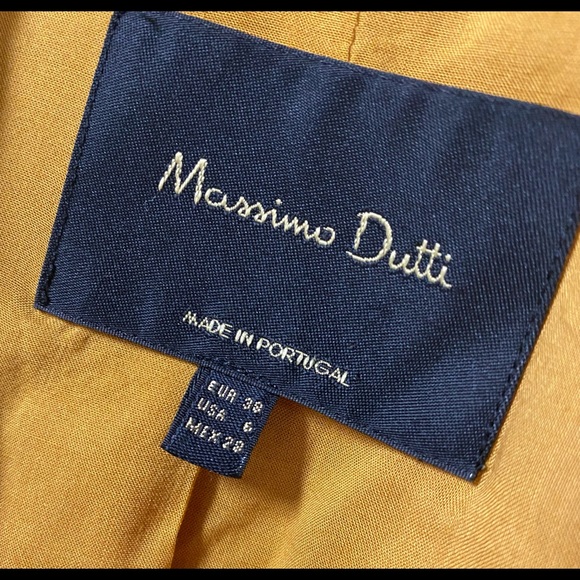 Massimo Dutti
MADE IN PORTUGAL
EUR 38
USA 6
MEX 28